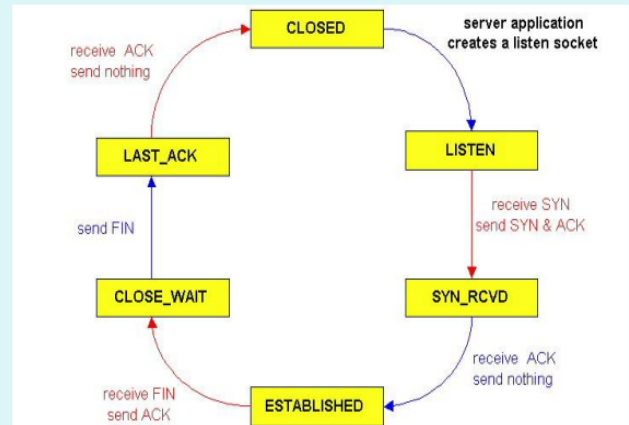 CLOSED
server application
creates a listen socket
receive ACK
send nothing
LAST_ACK
LISTEN
receive SYN
send SYN & ACK
send FIN
CLOSE_WAIT
SYN_RCVD
receive ACK
send nothing
receive FIN
send ACK
ESTABLISHED